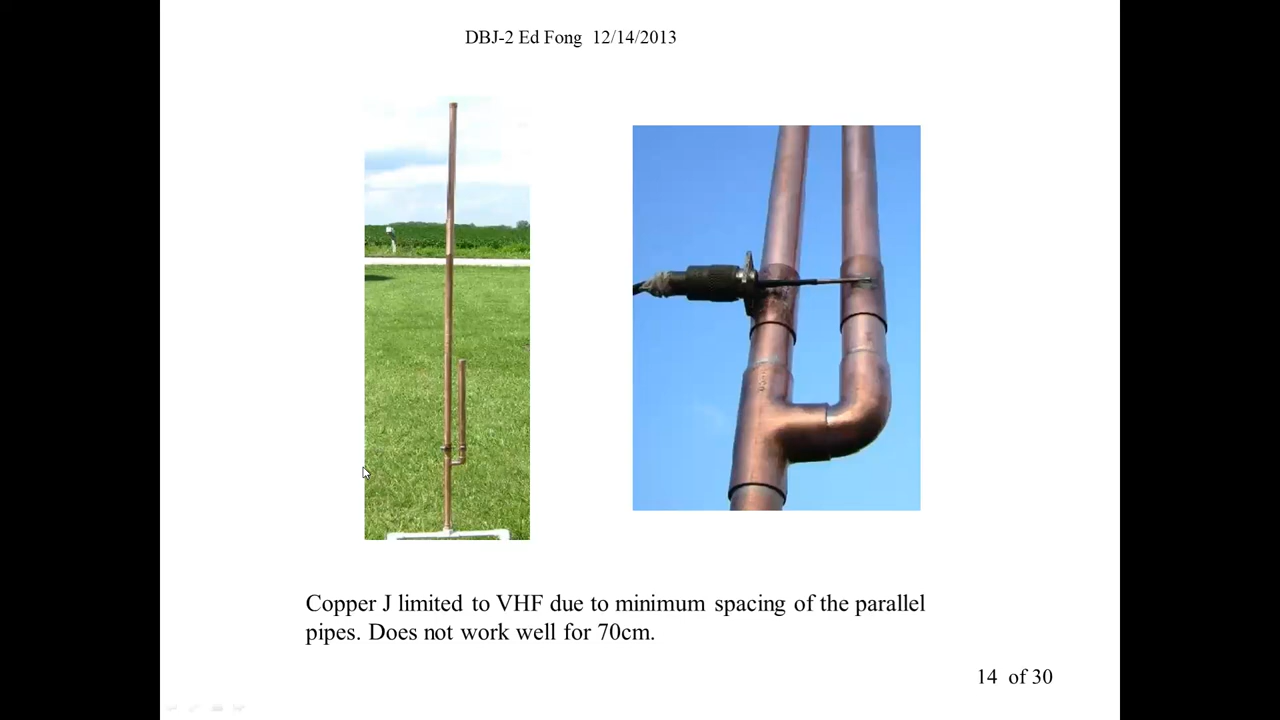 DBJ-2 Ed Fong 12/14/2013
Copper J limited to VHF due to minimum spacing of the parallel
pipes. Does not work well for 70cm.
14 of 30